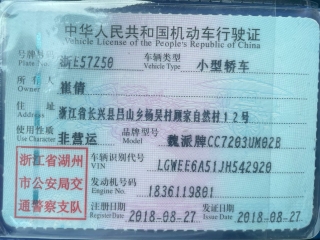 中华人民共和国机动车行驶证
Vehicle License of the People's Republic of China
号牌号码 浙E57Z50 车辆类型 小型轿车
Plate No. Vehicle Type
所有人 崔倩
Owner
住址 浙江省长兴县吕山乡杨吴村顾家自然村12号
Address
使用性质 非营运 品牌型号 魏派牌CC7203UM02B
Use Character Model
浙江省湖州市公安局交通警察支队
车辆识别代号 LGWEE6A51JH542920
VIN
发动机号码 1836119801
Engine No.
注册日期 2018-08-27 发证日期 2018-08-27
Register Date Issue Date